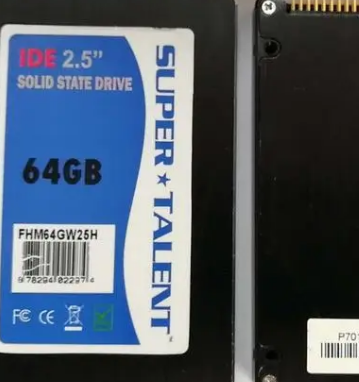 IDE 2.5”
SOLID STATE DRIVE
64GB
FHM64GW25H
SUPER★TALENT
FC CE